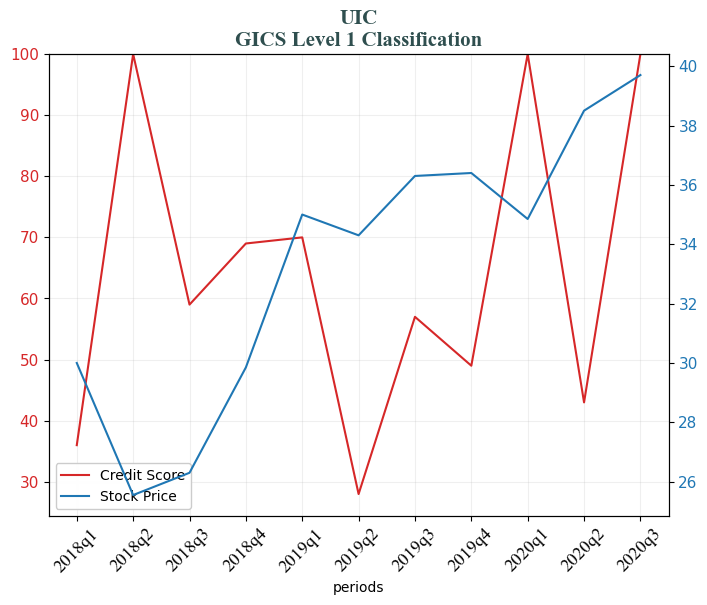 UIC
GICS Level 1 Classification
100
90
80
70
60
50
40
30
40
38
36
34
32
30
28
26
Credit Score
Stock Price
2018q1
2018q2
2018q3
2018q4
2019q1
2019q2
2019q3
2019q4
2020q1
2020q2
2020q3
periods